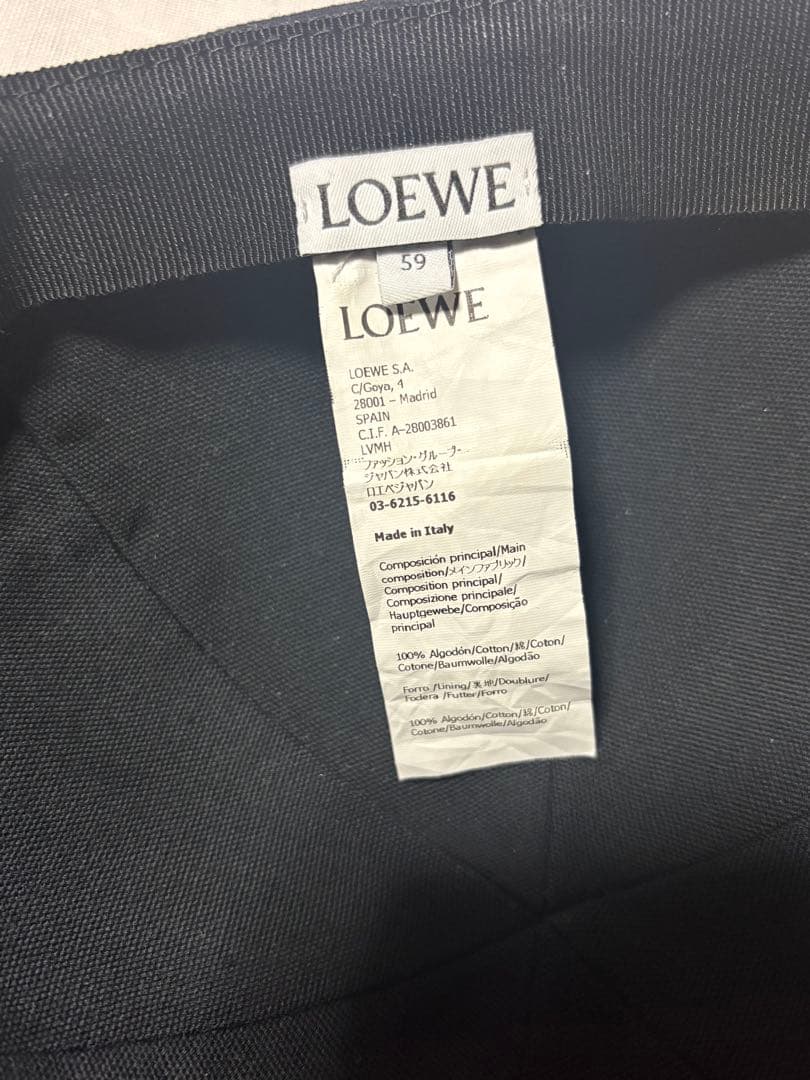 LOEWE
59
LOEWE
LOEWE S.A.
C/Goya, 4
28001 – Madrid
SPAIN
C.I.F. A-28003861
LVMH
ファッション・グループ
ジャパン株式会社
ロエベジャパン
03-6215-6116
Made in Italy
Composición principal/Main
composition/メインファブリック/
Composition principal/
Composizione principale/
Hauptgewebe/Composição
principal
100% Algodón/Cotton/綿/Coton/
Cotone/Baumwolle/Algodão
Forro /Lining/裏地/Doublure/
Fodera /Futter/Forro
100% Algodón/Cotton/綿/Coton/
Cotone/Baumwolle/Algodão